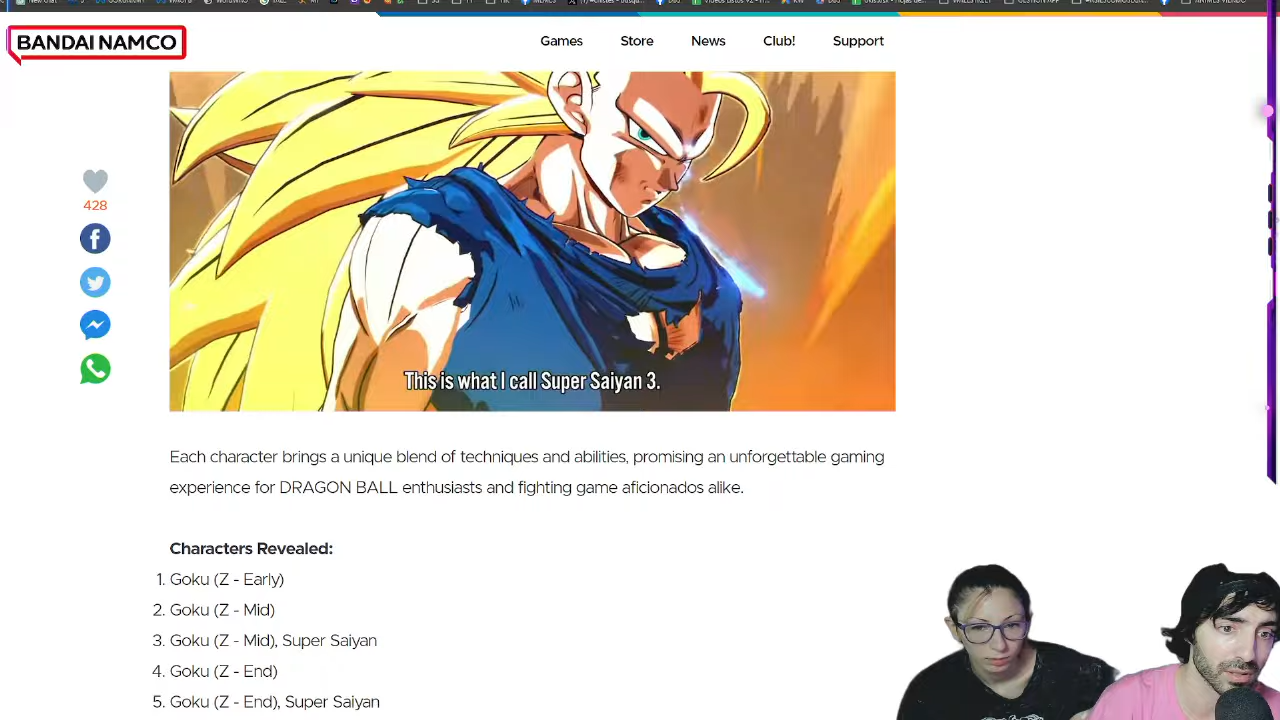 BANDAI NAMCO
Games
Store
News
Club!
Support
428
This is what I call Super Saiyan 3.
Each character brings a unique blend of techniques and abilities, promising an unforgettable gaming
experience for DRAGON BALL enthusiasts and fighting game aficionados alike.
Characters Revealed:
1. Goku (Z - Early)
2. Goku (Z - Mid)
3. Goku (Z - Mid), Super Saiyan
4. Goku (Z - End)
5. Goku (Z - End), Super Saiyan